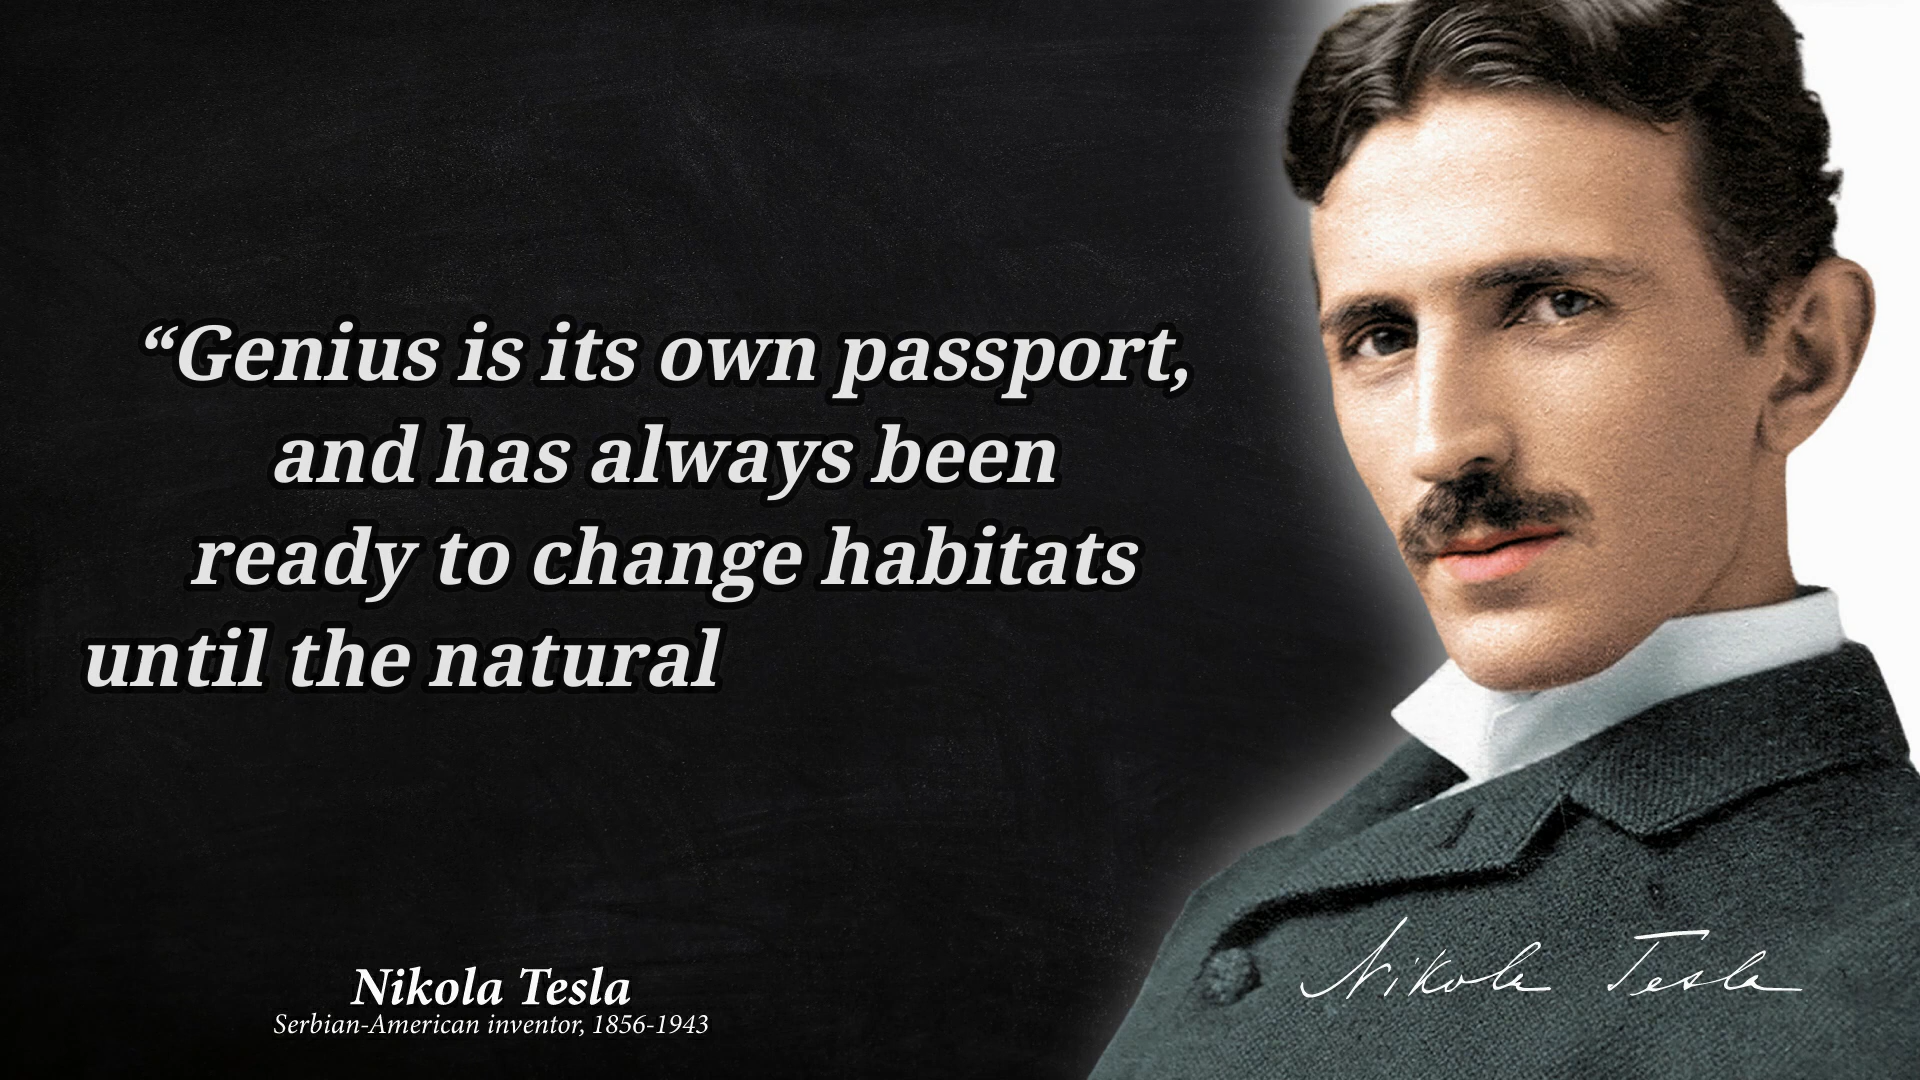 “Genius is its own passport,
and has always been
ready to change habitats
until the natural
Nikola Tesla
Serbian-American inventor, 1856-1943
Nikola Tesla